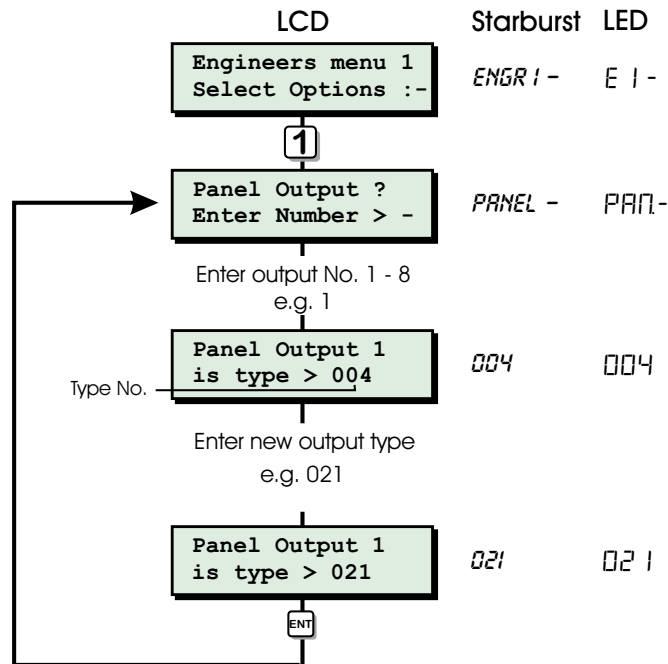 LCD Starburst LED
Engineers menu 1
Select Options :-
ENGR1 - E 1 -
1
Panel Output ?
Enter Number > -
PANEL - PAN.-
Enter output No. 1 - 8
e.g. 1
Panel Output 1
is type > 004
004 004
Type No.
Enter new output type
e.g. 021
Panel Output 1
is type > 021
021 021
ENT